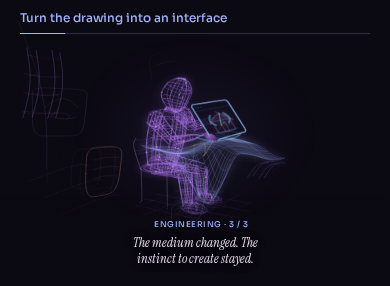 Turn the drawing into an interface
ENGINEERING · 3 / 3
The medium changed. The
instinct to create stayed.